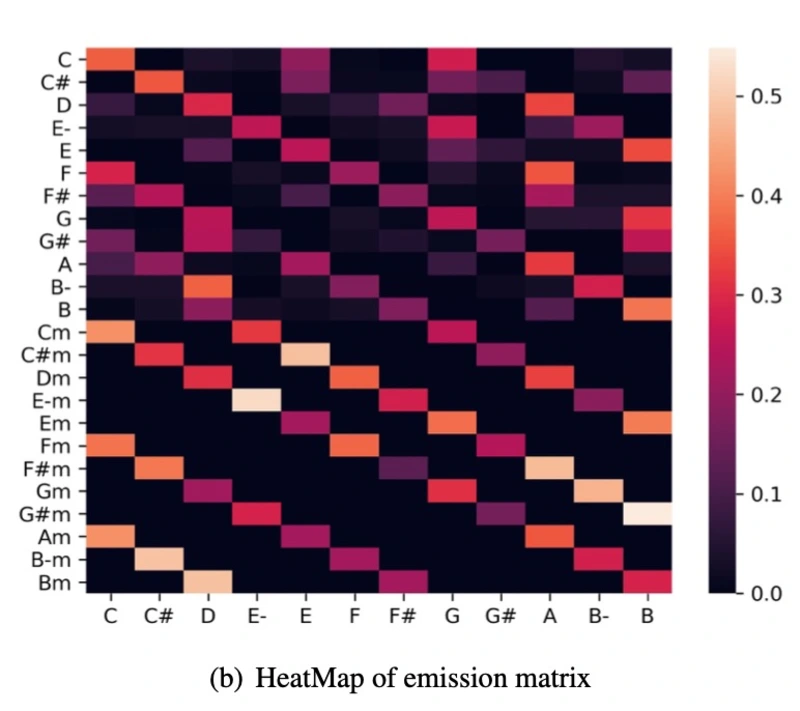 C
C#
D
E-
E
F
F#
G
G#
A
B-
B
Cm
C#m
Dm
E-m
Em
Fm
F#m
Gm
G#m
Am
B-m
Bm
C C# D E- E F F# G G# A B- B
0.5
0.4
0.3
0.2
0.1
0.0
(b) HeatMap of emission matrix